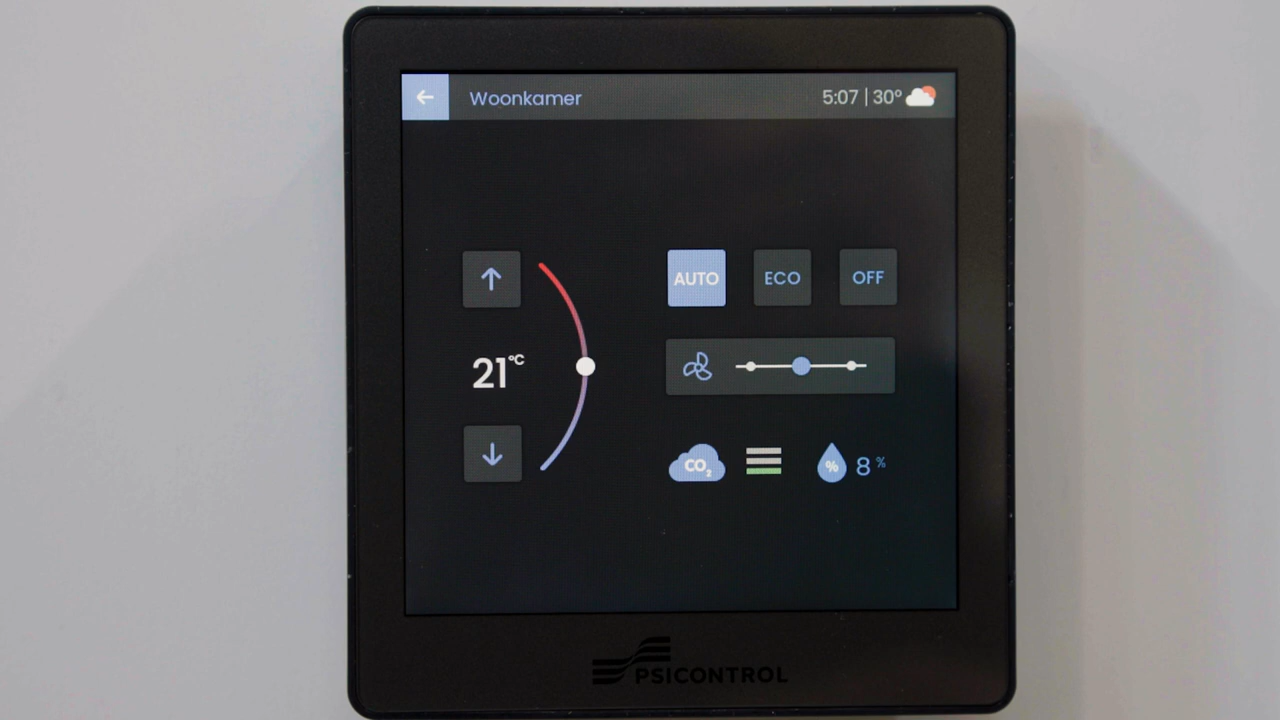 Woonkamer 5:07 | 30°
AUTO ECO OFF
21°C
CO₂ % 8 %
PSICONTROL